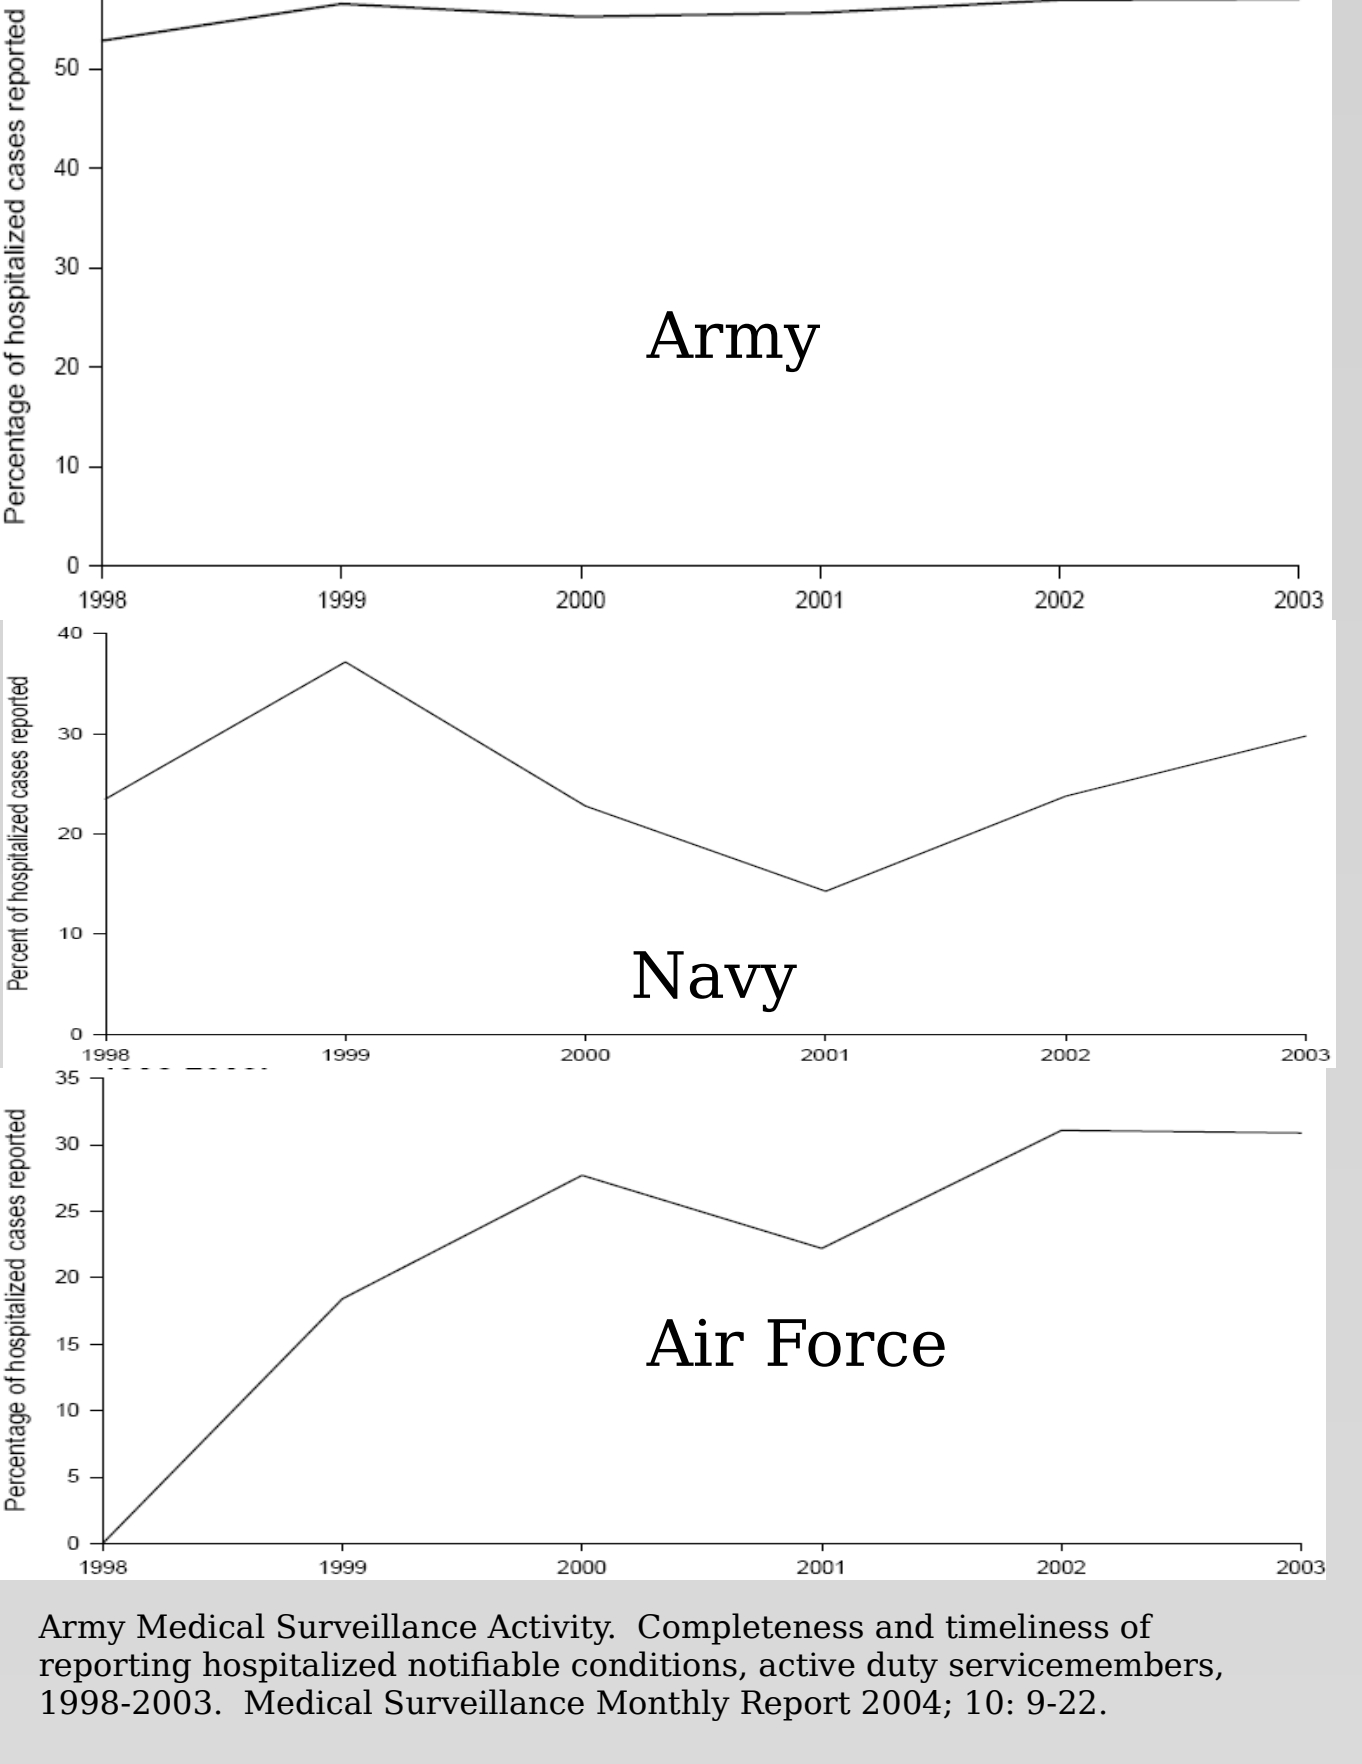 Percentage of hospitalized cases reported
50
40
30
20
10
0
Army
1998 1999 2000 2001 2002 2003
Percent of hospitalized cases reported
40
30
20
10
0
Navy
1998 1999 2000 2001 2002 2003
Percentage of hospitalized cases reported
35
30
25
20
15
10
5
0
Air Force
1998 1999 2000 2001 2002 2003
Army Medical Surveillance Activity.  Completeness and timeliness of
reporting hospitalized notifiable conditions, active duty servicemembers,
1998-2003.  Medical Surveillance Monthly Report 2004; 10: 9-22.